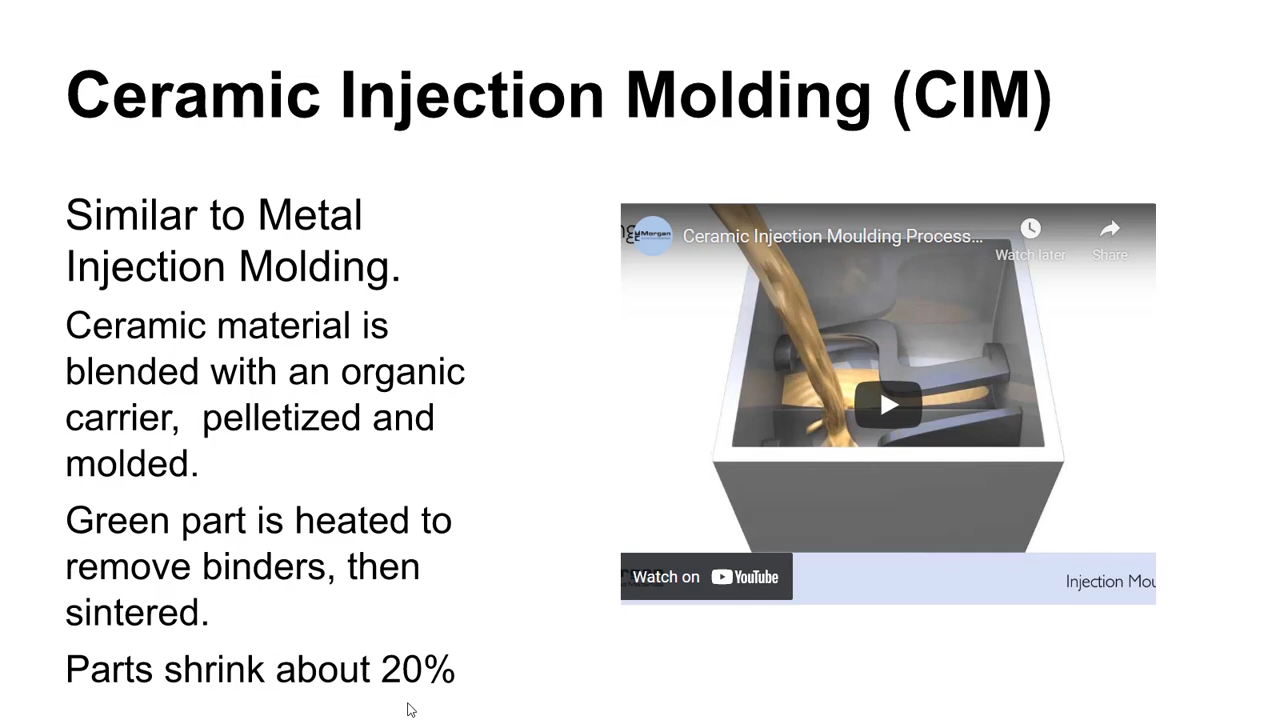 Ceramic Injection Molding (CIM)
Similar to Metal
Injection Molding.
Ceramic material is
blended with an organic
carrier,  pelletized and
molded.
Green part is heated to
remove binders, then
sintered.
Parts shrink about 20%
Morgan
Ceramic Injection Moulding Process...
Watch later
Share
Watch on YouTube
Injection Mou